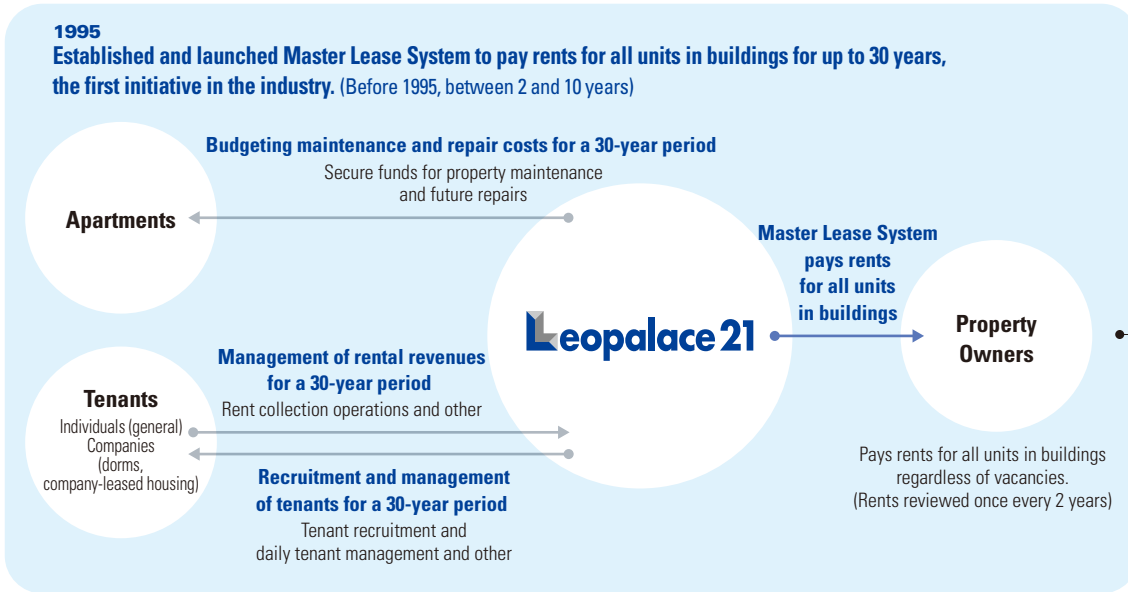 1995
Established and launched Master Lease System to pay rents for all units in buildings for up to 30 years,
the first initiative in the industry. (Before 1995, between 2 and 10 years)
Budgeting maintenance and repair costs for a 30-year period
Secure funds for property maintenance
and future repairs
Apartments
Master Lease System
pays rents
for all units
in buildings
Leopalace 21
Property
Owners
Management of rental revenues
for a 30-year period
Rent collection operations and other
Tenants
Individuals (general)
Companies
(dorms,
company-leased housing)
Recruitment and management
of tenants for a 30-year period
Tenant recruitment and
daily tenant management and other
Pays rents for all units in buildings
regardless of vacancies.
(Rents reviewed once every 2 years)